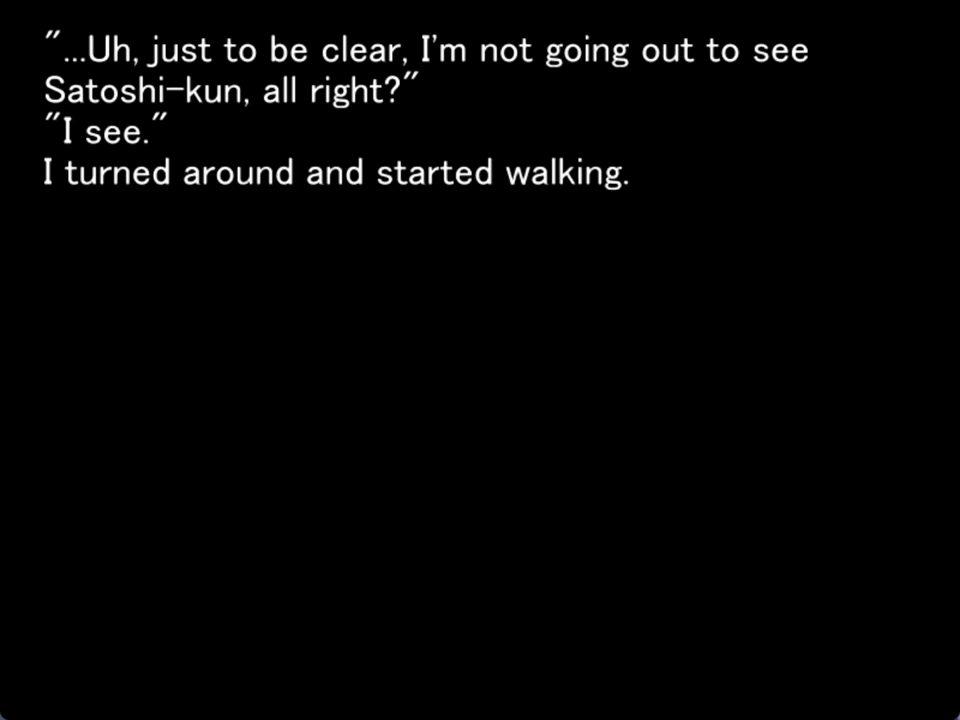 "...Uh, just to be clear, I'm not going out to see
Satoshi-kun, all right?"
"I see."
I turned around and started walking.